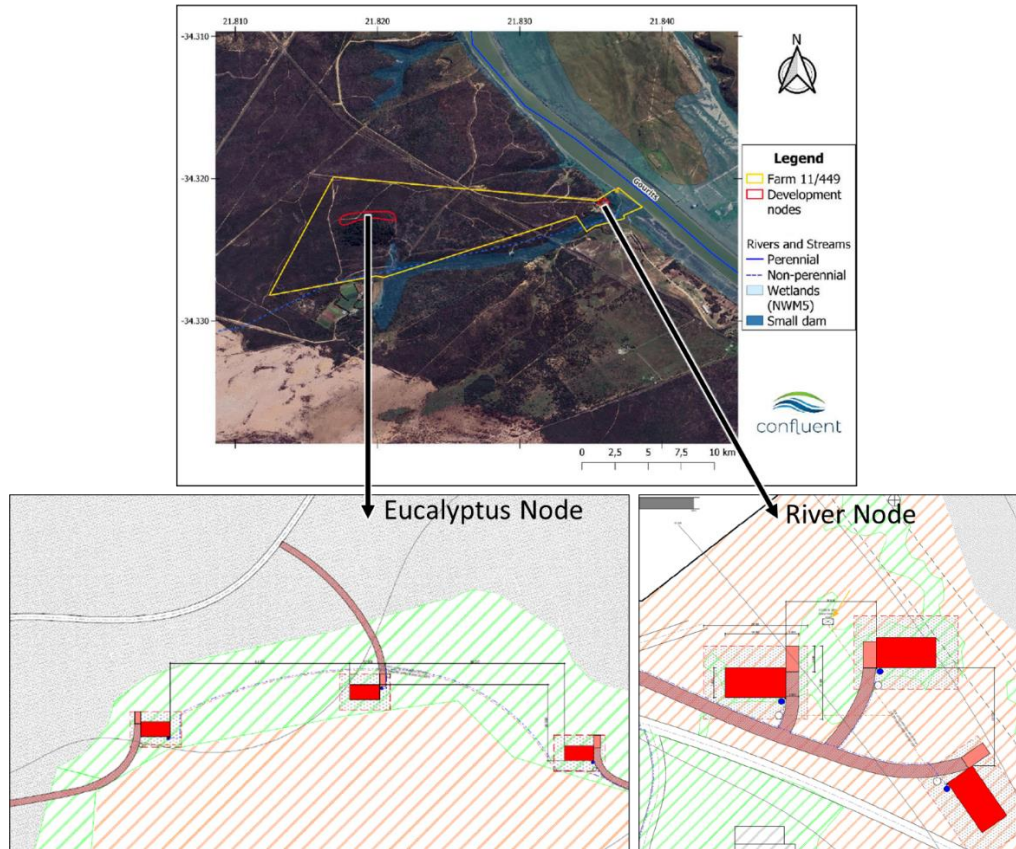 21.810 21.820 21.830 21.840
-34.310
-34.320
-34.330
N
Gourits
Legend
Farm 11/449
Development
nodes
Rivers and Streams
Perennial
Non-perennial
Wetlands
(NWM5)
Small dam
confluent
0 2,5 5 7,5 10 km
Eucalyptus Node
River Node